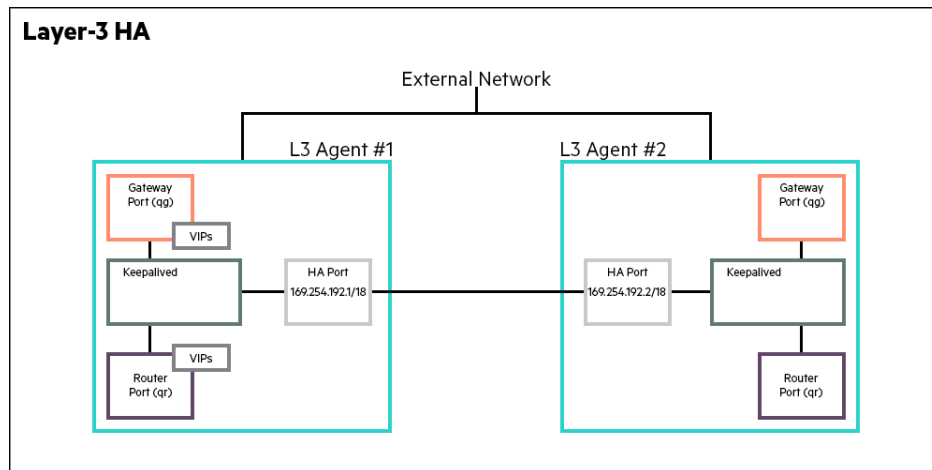 Layer-3 HA
External Network
L3 Agent #1
Gateway
Port (qg)
VIPs
Keepalived
HA Port
169.254.192.1/18
VIPs
Router
Port (qr)
L3 Agent #2
Gateway
Port (qg)
HA Port
169.254.192.2/18
Keepalived
Router
Port (qr)